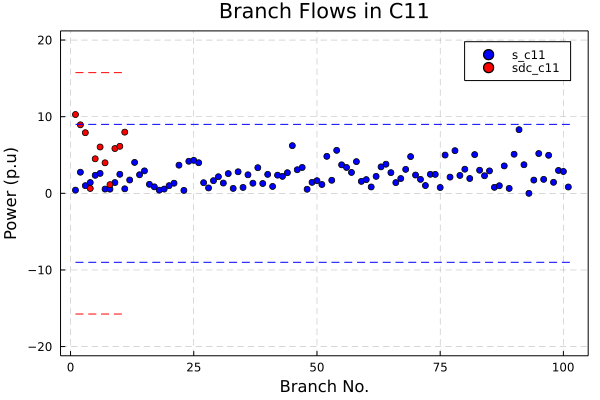 Branch Flows in C11
Power (p.u)
20
10
0
−10
−20
s_c11
sdc_c11
0 25 50 75 100
Branch No.